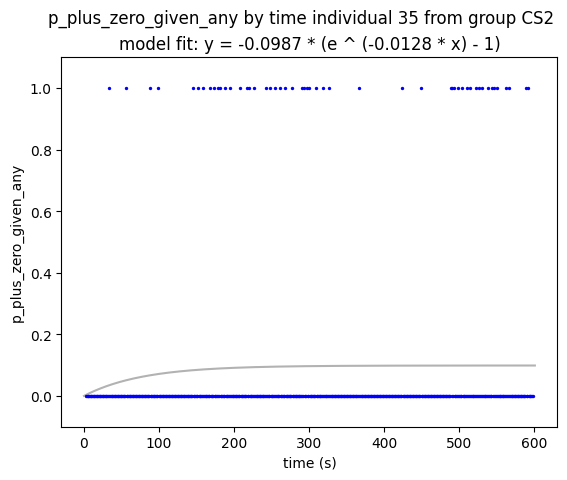 p_plus_zero_given_any by time individual 35 from group CS2
model fit: y = -0.0987 * (e ^ (-0.0128 * x) - 1)
1.0
0.8
0.6
0.4
0.2
0.0
p_plus_zero_given_any
0 100 200 300 400 500 600
time (s)